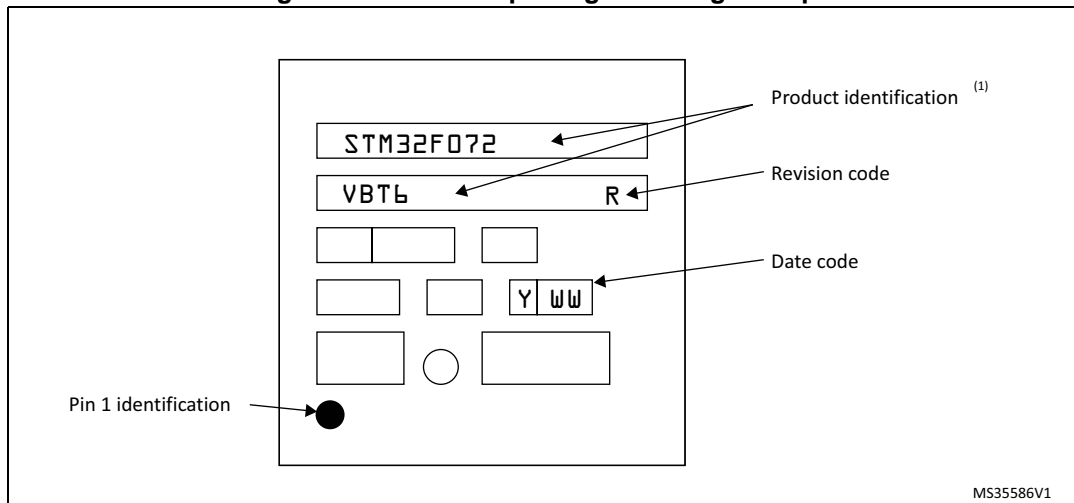 Product identification (1)
STM32F072
Revision code
VBT6 R
Date code
Y WW
Pin 1 identification
MS35586V1